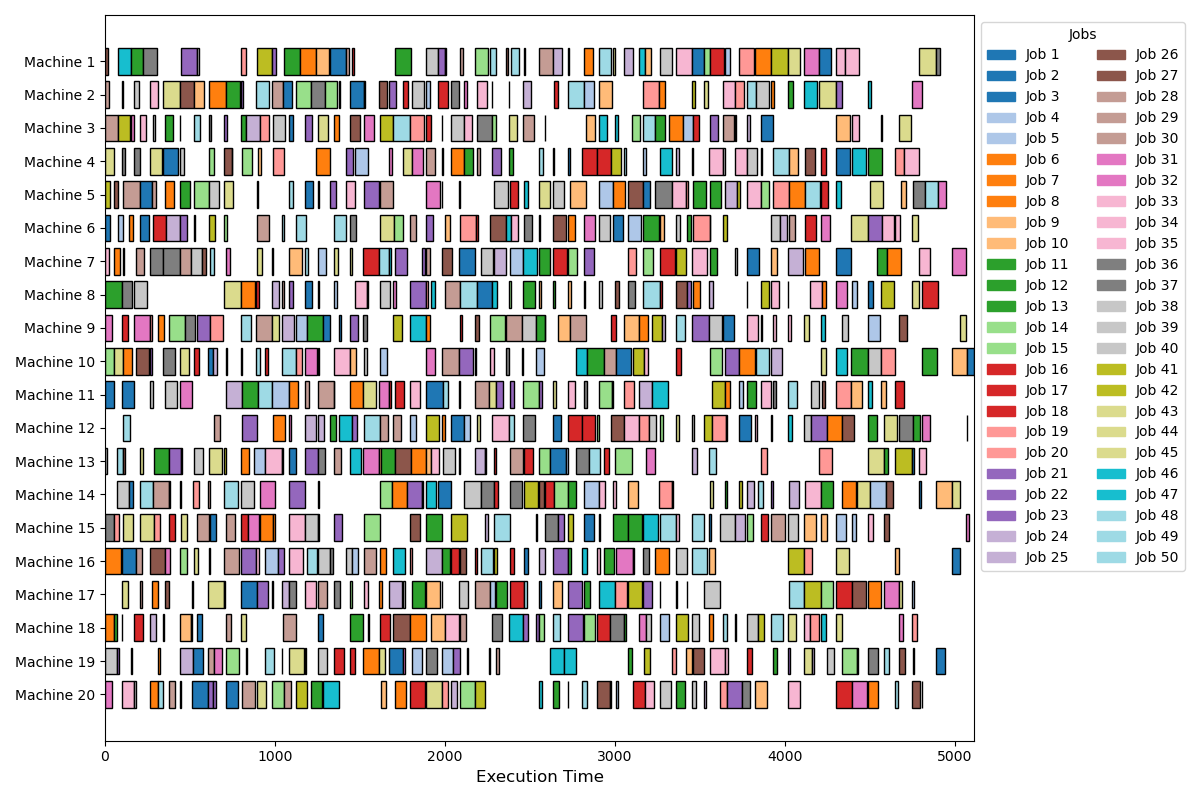 Machine 1
Machine 2
Machine 3
Machine 4
Machine 5
Machine 6
Machine 7
Machine 8
Machine 9
Machine 10
Machine 11
Machine 12
Machine 13
Machine 14
Machine 15
Machine 16
Machine 17
Machine 18
Machine 19
Machine 20
0 1000 2000 3000 4000 5000
Execution Time
Jobs
Job 1
Job 2
Job 3
Job 4
Job 5
Job 6
Job 7
Job 8
Job 9
Job 10
Job 11
Job 12
Job 13
Job 14
Job 15
Job 16
Job 17
Job 18
Job 19
Job 20
Job 21
Job 22
Job 23
Job 24
Job 25
Job 26
Job 27
Job 28
Job 29
Job 30
Job 31
Job 32
Job 33
Job 34
Job 35
Job 36
Job 37
Job 38
Job 39
Job 40
Job 41
Job 42
Job 43
Job 44
Job 45
Job 46
Job 47
Job 48
Job 49
Job 50